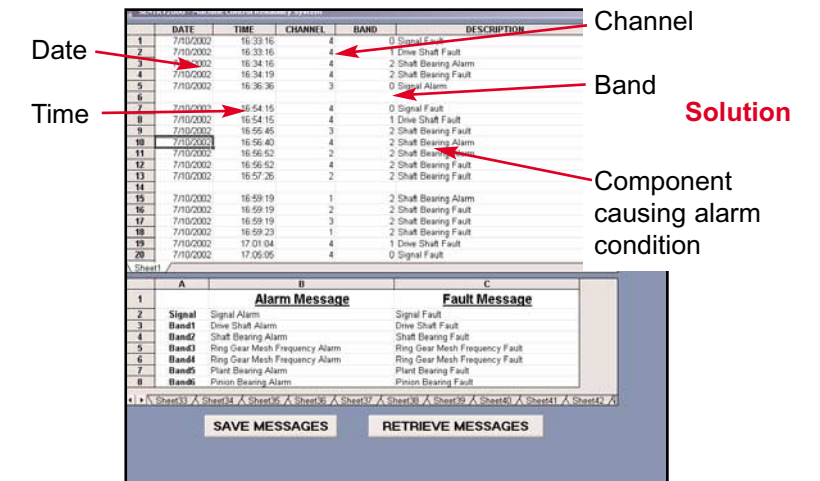 DATE TIME CHANNEL BAND DESCRIPTION
1 7/10/2002 16:33:16 4 0 Signal Fault
2 7/10/2002 16:33:16 4 1 Drive Shaft Fault
3 7/10/2002 16:34:16 4 2 Shaft Bearing Alarm
4 7/10/2002 16:34:19 4 2 Shaft Bearing Fault
5 7/10/2002 16:36:36 3 0 Signal Alarm
6
7 7/10/2002 16:54:15 4 0 Signal Fault
8 7/10/2002 16:54:15 4 1 Drive Shaft Fault
9 7/10/2002 16:55:45 3 2 Shaft Bearing Fault
10 7/10/2002 16:56:40 4 2 Shaft Bearing Alarm
11 7/10/2002 16:56:52 2 2 Shaft Bearing Alarm
12 7/10/2002 16:56:52 4 2 Shaft Bearing Fault
13 7/10/2002 16:57:26 2 2 Shaft Bearing Fault
14
15 7/10/2002 16:59:19 1 2 Shaft Bearing Alarm
16 7/10/2002 16:59:19 2 2 Shaft Bearing Fault
17 7/10/2002 16:59:19 3 2 Shaft Bearing Fault
18 7/10/2002 16:59:23 1 2 Shaft Bearing Fault
19 7/10/2002 17:01:04 4 1 Drive Shaft Fault
20 7/10/2002 17:05:05 4 0 Signal Fault
Sheet1
Date
Time
Channel
Band
Solution
Component
causing alarm
condition
A B C
1 Alarm Message Fault Message
2 Signal Signal Alarm Signal Fault
3 Band1 Drive Shaft Alarm Drive Shaft Fault
4 Band2 Shaft Bearing Alarm Shaft Bearing Fault
5 Band3 Ring Gear Mesh Frequency Alarm Ring Gear Mesh Frequency Fault
6 Band4 Ring Gear Mesh Frequency Alarm Ring Gear Mesh Frequency Fault
7 Band5 Plant Bearing Alarm Plant Bearing Fault
8 Band6 Pinion Bearing Alarm Pinion Bearing Fault
Sheet33 Sheet34 Sheet35 Sheet36 Sheet37 Sheet38 Sheet39 Sheet40 Sheet41 Sheet42
SAVE MESSAGES RETRIEVE MESSAGES